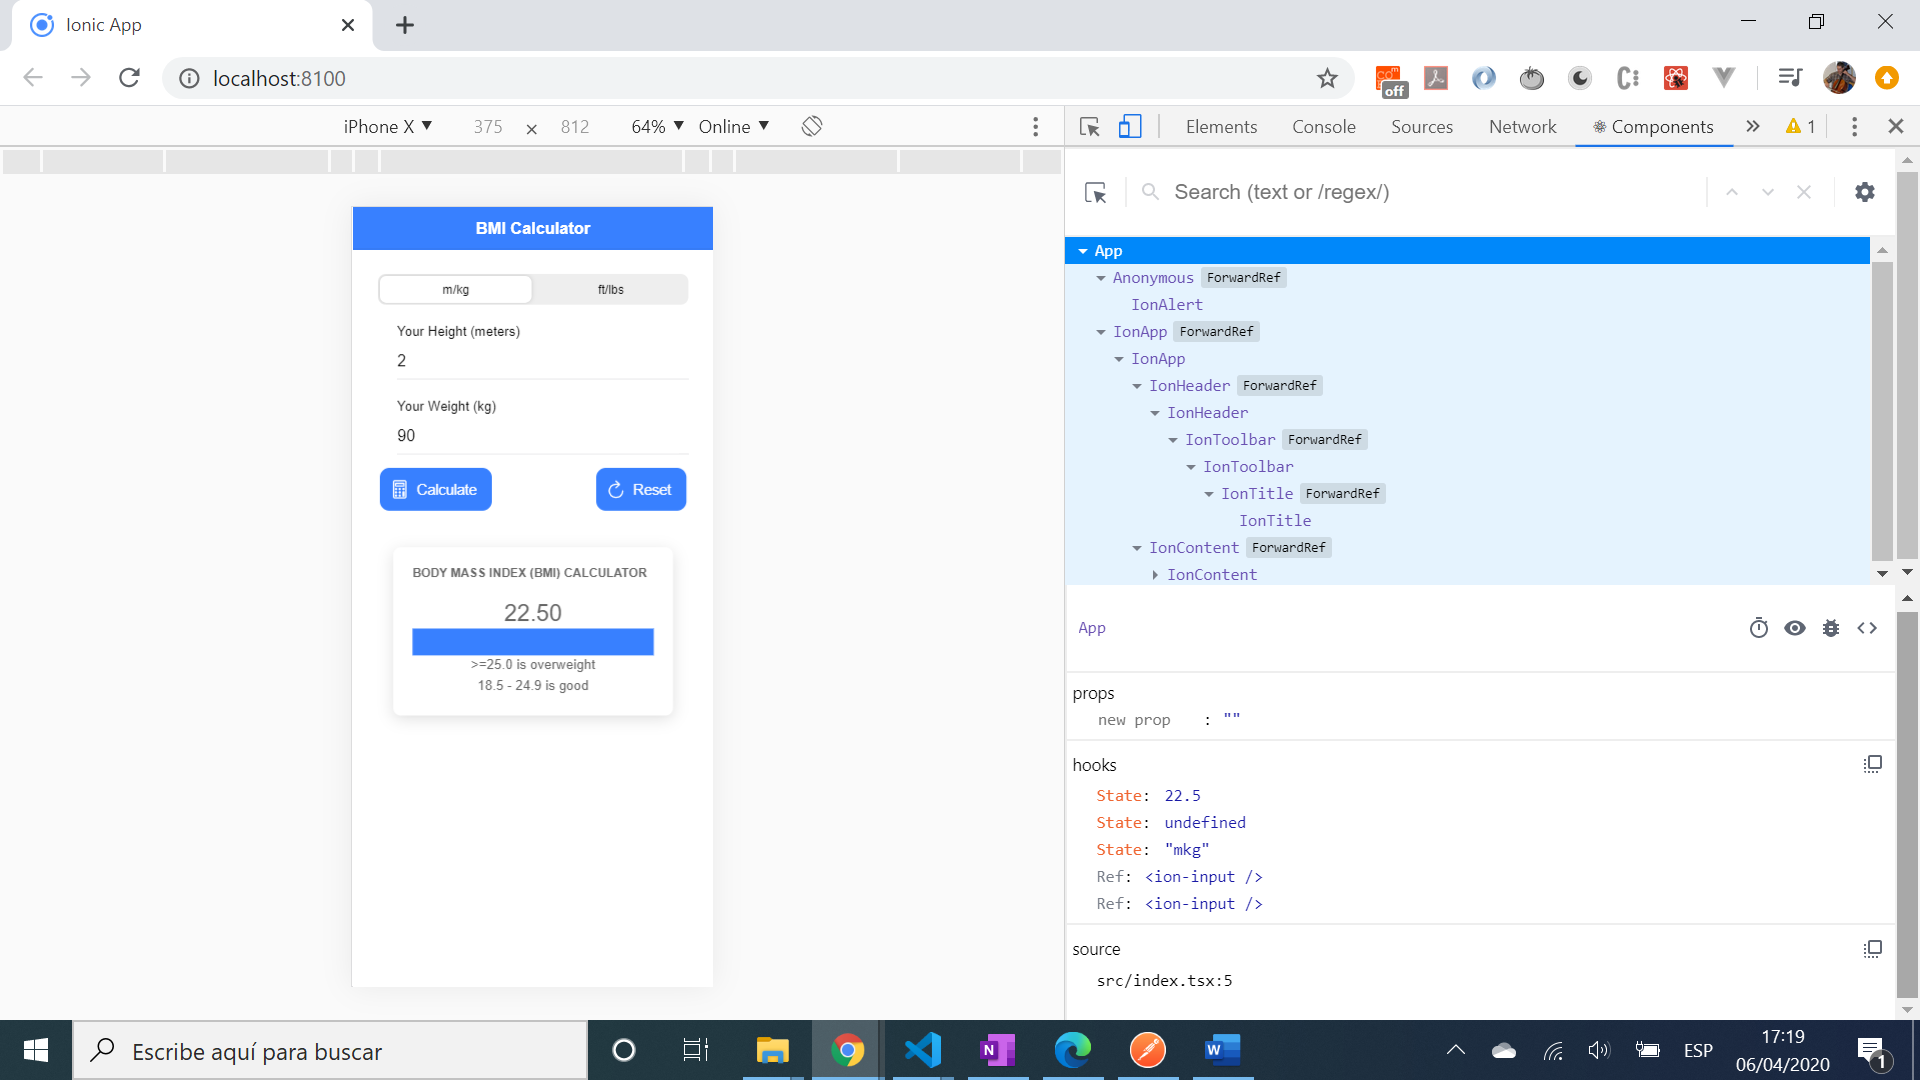 Ionic App
localhost:8100
off
iPhone X ▼ 375 x 812 64% ▼ Online ▼
Elements Console Sources Network Components » 1
Search (text or /regex/)
BMI Calculator
m/kg ft/lbs
Your Height (meters)
2
Your Weight (kg)
90
Calculate Reset
BODY MASS INDEX (BMI) CALCULATOR
22.50
>=25.0 is overweight
18.5 - 24.9 is good
App
Anonymous ForwardRef
IonAlert
IonApp ForwardRef
IonApp
IonHeader ForwardRef
IonHeader
IonToolbar ForwardRef
IonToolbar
IonTitle ForwardRef
IonTitle
IonContent ForwardRef
IonContent
App
props
new prop : ""
hooks
State: 22.5
State: undefined
State: "mkg"
Ref: <ion-input />
Ref: <ion-input />
source
src/index.tsx:5
Escribe aquí para buscar
ESP
17:19
06/04/2020
1